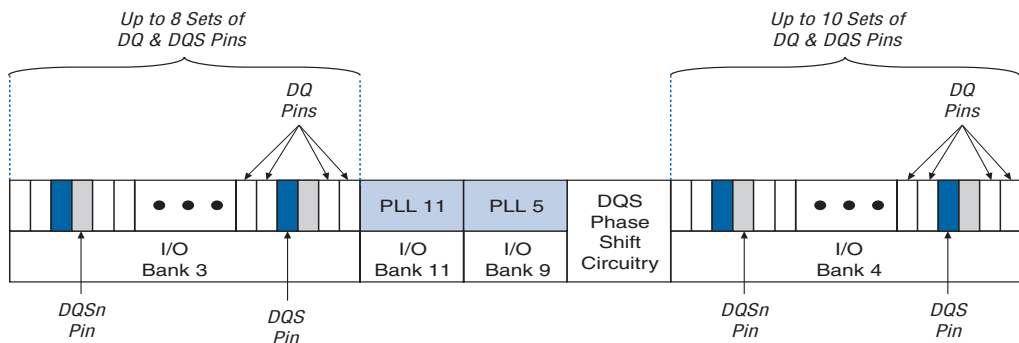 Up to 8 Sets of
DQ & DQS Pins
Up to 10 Sets of
DQ & DQS Pins
DQ
Pins
DQ
Pins
PLL 11
PLL 5
DQS
Phase
Shift
Circuitry
I/O
Bank 3
I/O
Bank 11
I/O
Bank 9
I/O
Bank 4
DQSn
Pin
DQS
Pin
DQSn
Pin
DQS
Pin